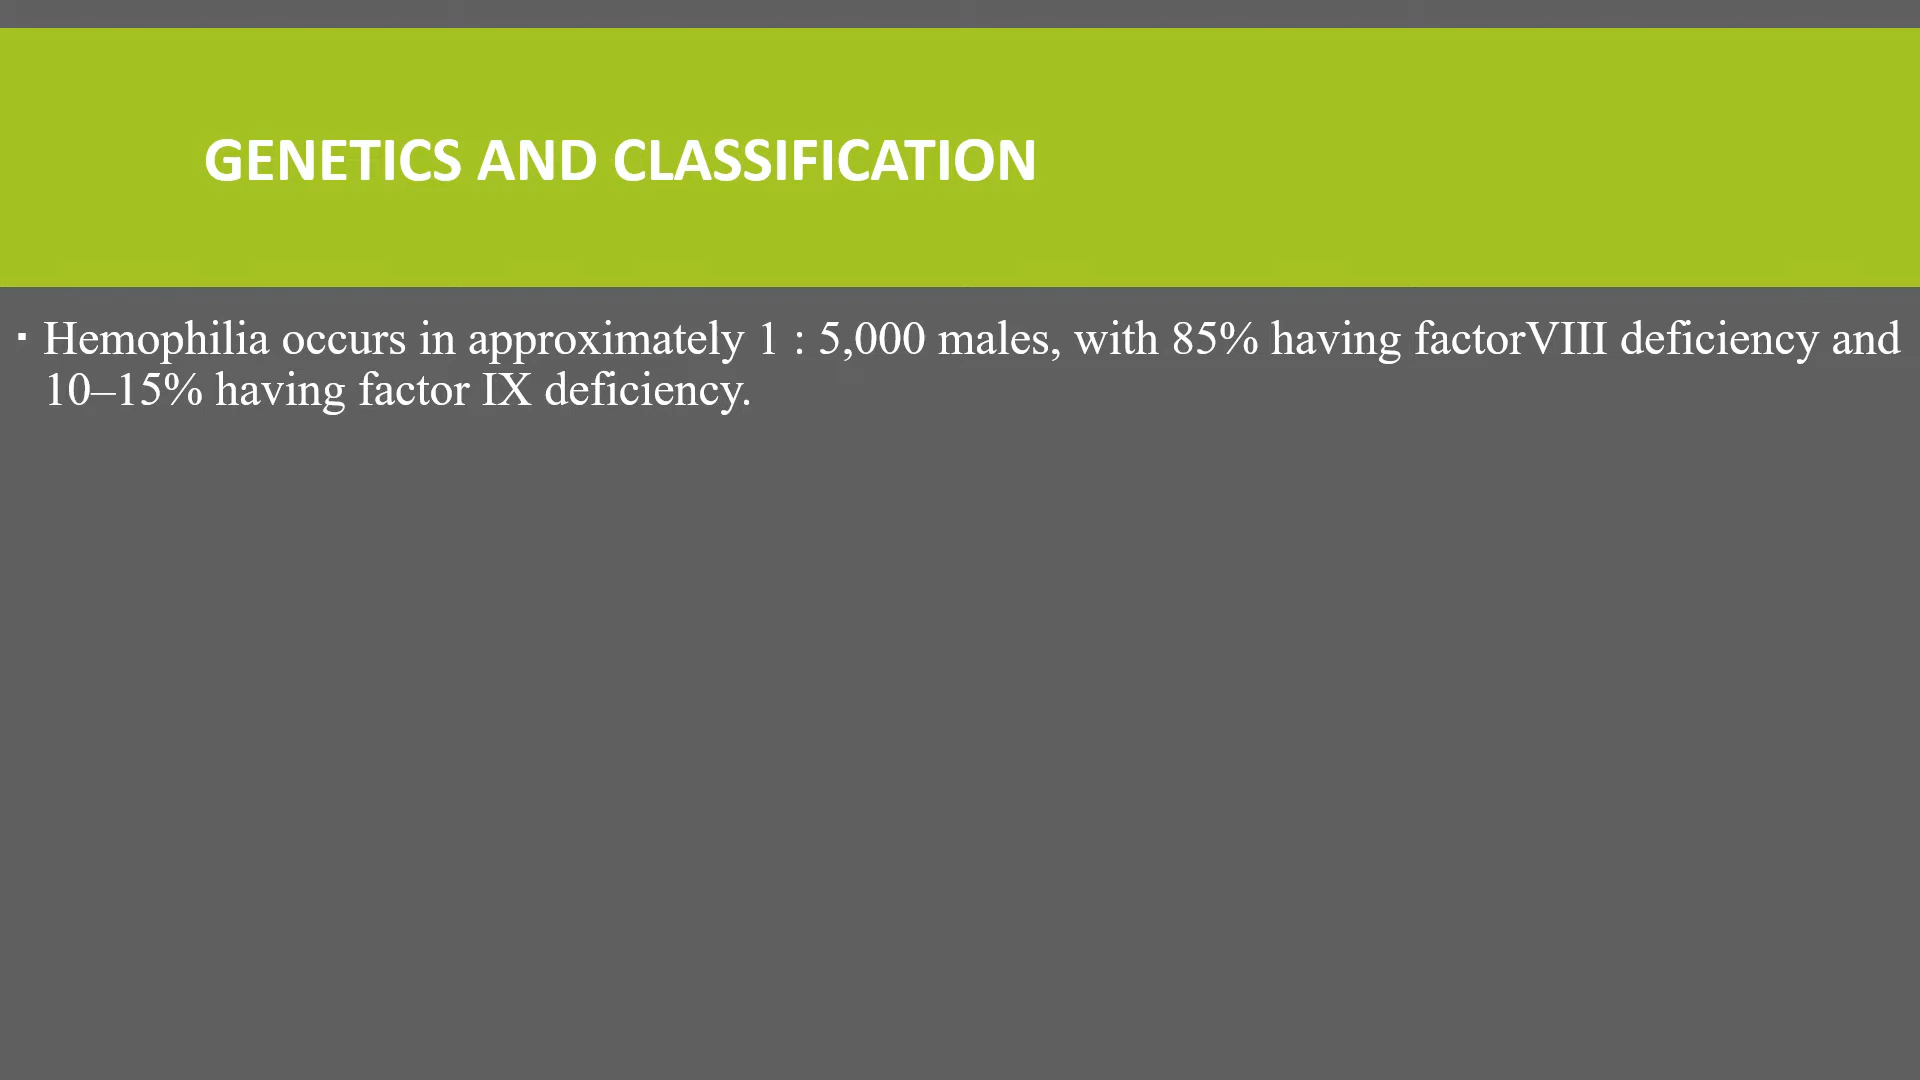 GENETICS AND CLASSIFICATION
▪ Hemophilia occurs in approximately 1 : 5,000 males, with 85% having factorVIII deficiency and
10–15% having factor IX deficiency.